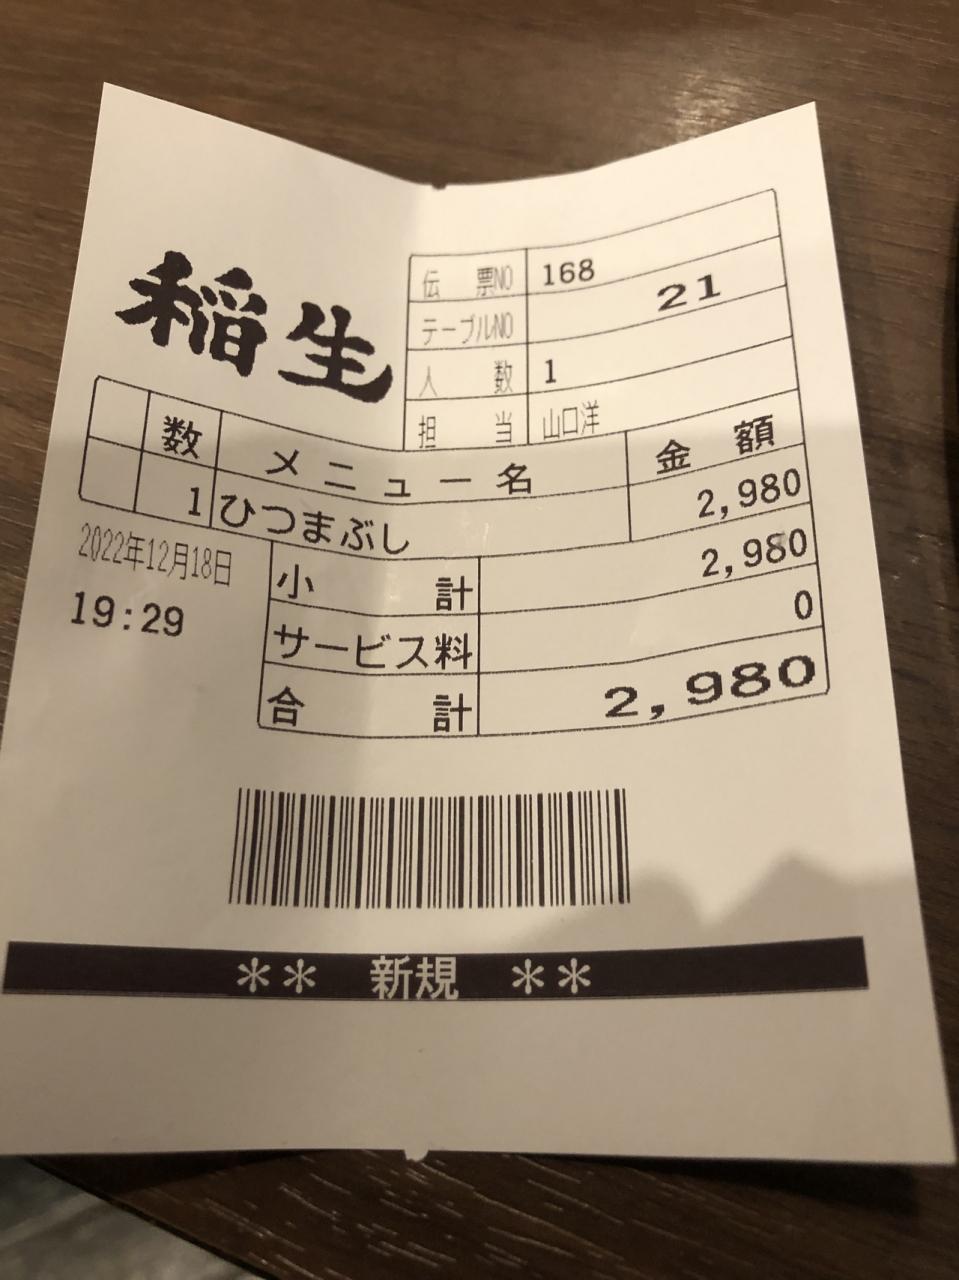 稲生
伝票NO 168
テーブルNO 21
人数 1
担当 山口洋
数 メニュー名 金額
1 ひつまぶし 2,980
2022年12月18日
19:29
小計 2,980
サービス料 0
合計 2,980
** 新規 **